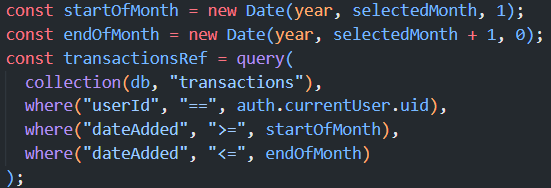 const startOfMonth = new Date(year, selectedMonth, 1);
const endOfMonth = new Date(year, selectedMonth + 1, 0);
const transactionsRef = query(
  collection(db, "transactions"),
  where("userId", "==", auth.currentUser.uid),
  where("dateAdded", ">=", startOfMonth),
  where("dateAdded", "<=", endOfMonth)
);